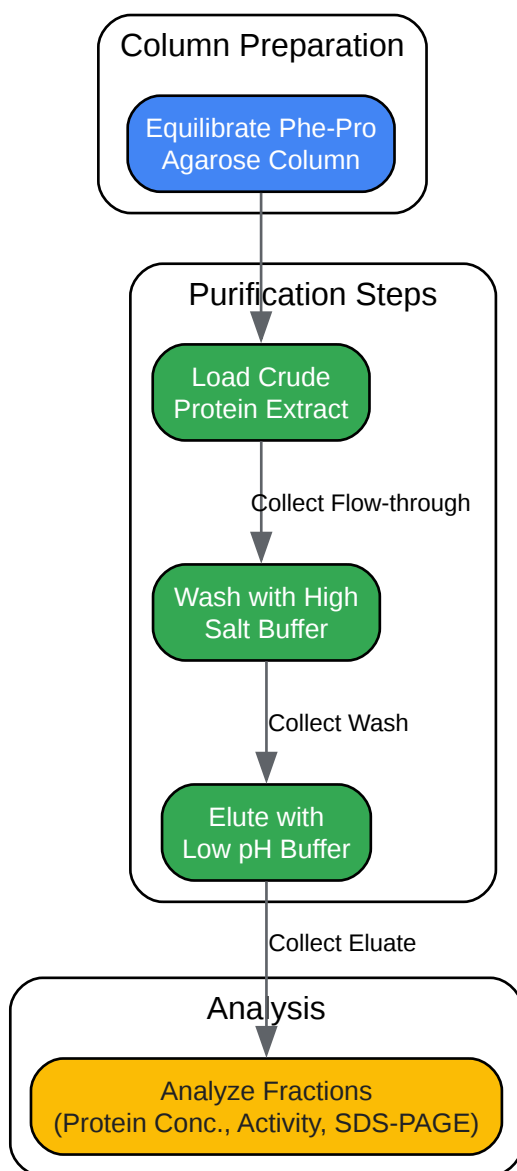 Column Preparation
Equilibrate Phe-Pro
Agarose Column
Purification Steps
Load Crude
Protein Extract
Collect Flow-through
Wash with High
Salt Buffer
Collect Wash
Elute with
Low pH Buffer
Collect Eluate
Analysis
Analyze Fractions
(Protein Conc., Activity, SDS-PAGE)